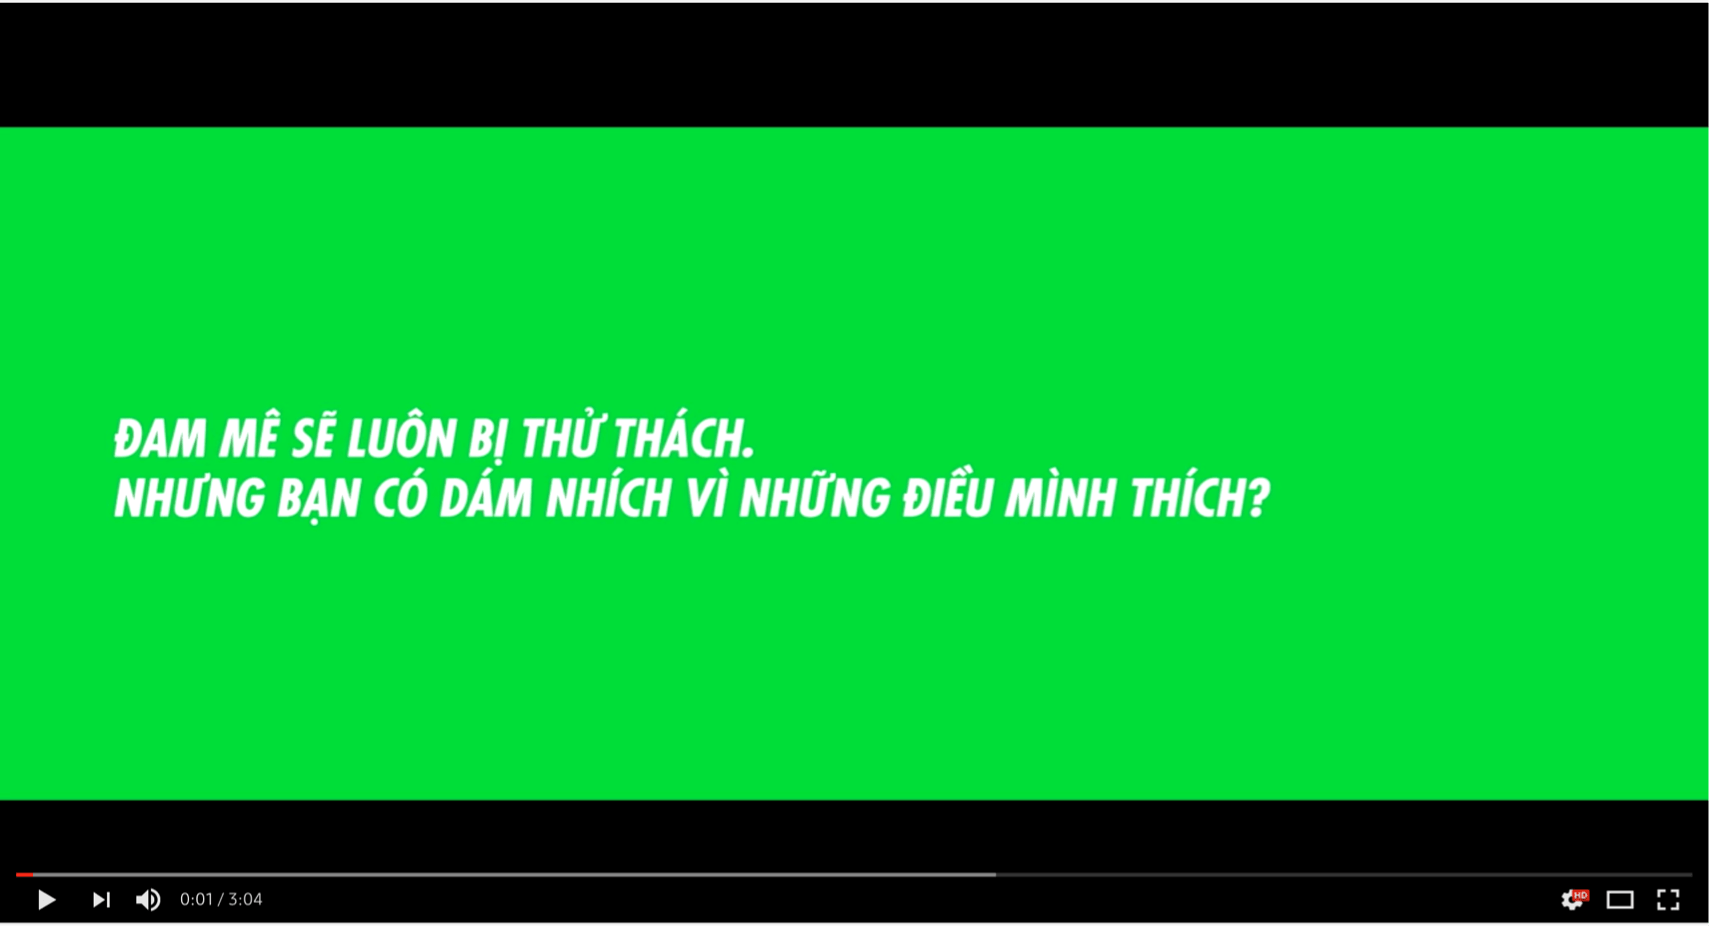 ĐAM MÊ SẼ LUÔN BỊ THỬ THÁCH.
NHƯNG BẠN CÓ DÁM NHÍCH VÌ NHỮNG ĐIỀU MÌNH THÍCH?
0:01 / 3:04
HD